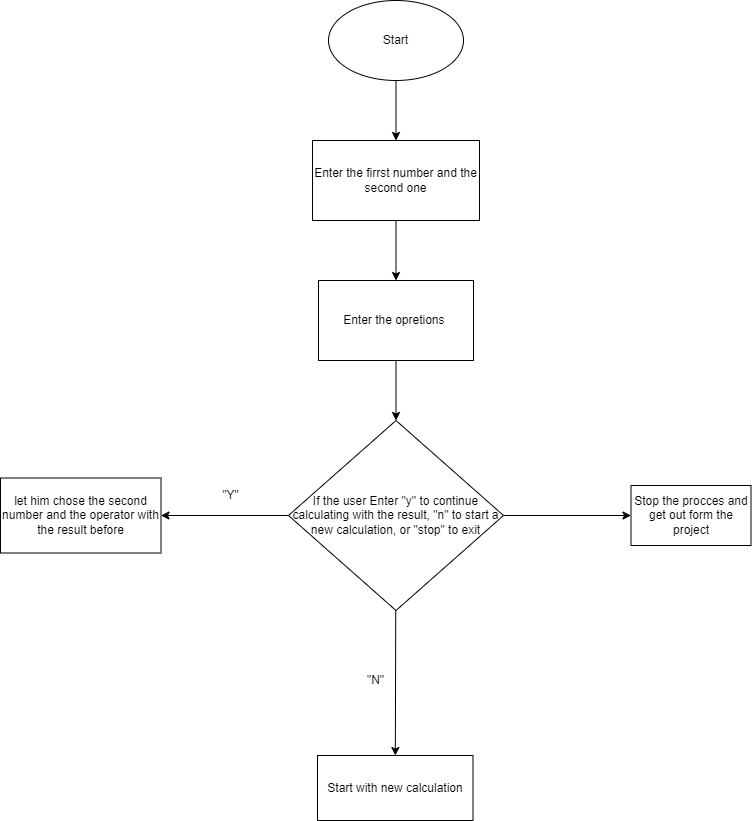 Start
Enter the firrst number and the
second one
Enter the opretions
If the user Enter "y" to continue
calculating with the result, "n" to start a
new calculation, or "stop" to exit
"Y"
let him chose the second
number and the operator with
the result before
Stop the procces and
get out form the
project
"N"
Start with new calculation